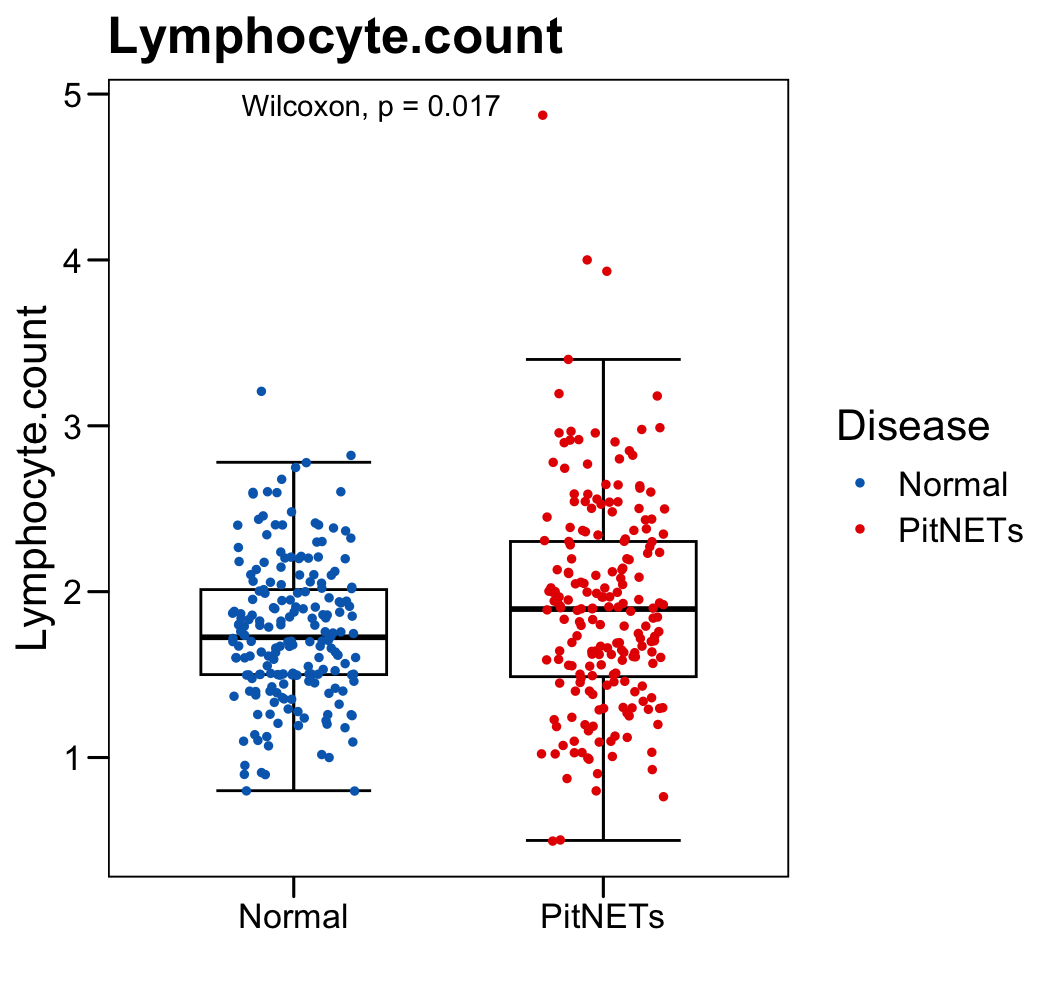 Lymphocyte.count
Wilcoxon, p = 0.017
Lymphocyte.count
5
4
3
2
1
Normal
PitNETs
Disease
Normal
PitNETs